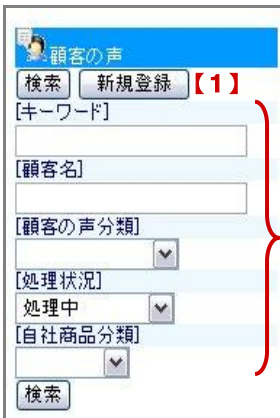 顧客の声
検索 新規登録【1】
[キーワード]
[顧客名]
[顧客の声分類]
[処理状況]
処理中
[自社商品分類]
検索